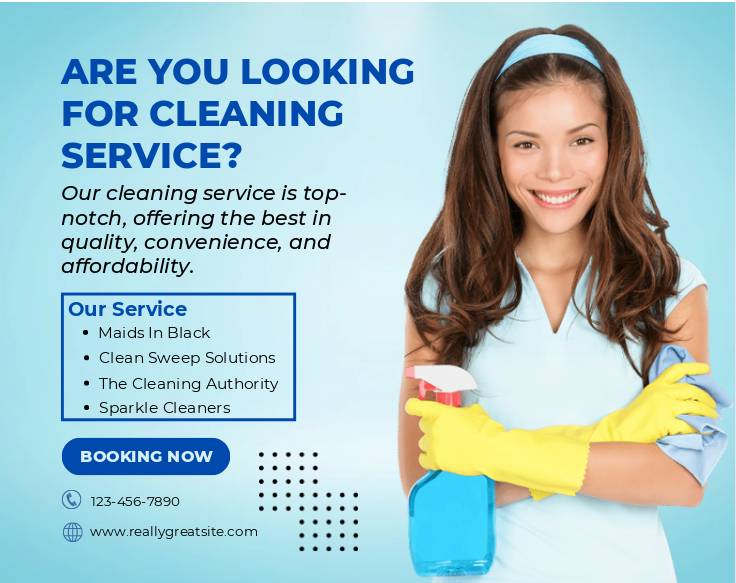 ARE YOU LOOKING
FOR CLEANING
SERVICE?
Our cleaning service is top-
notch, offering the best in
quality, convenience, and
affordability.
Our Service
• Maids In Black
• Clean Sweep Solutions
• The Cleaning Authority
• Sparkle Cleaners
BOOKING NOW
123-456-7890
www.reallygreatsite.com